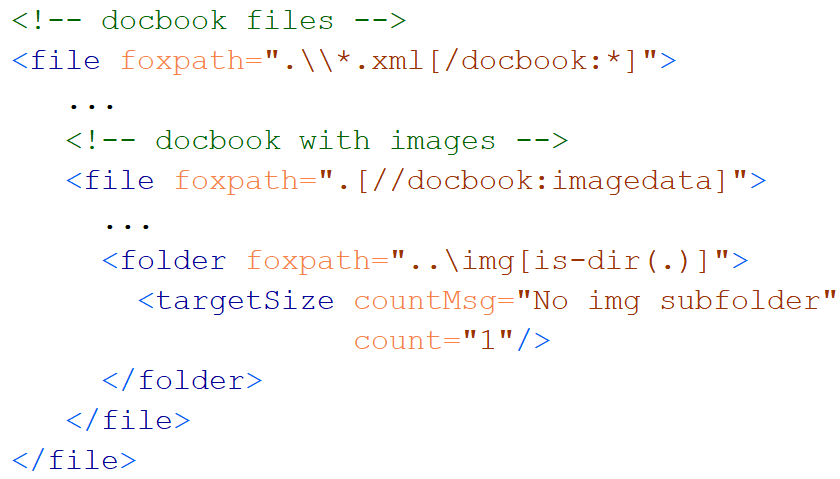 <!-- docbook files -->
<file foxpath=".\\*.xml[/docbook:*]">
   ...
   <!-- docbook with images -->
   <file foxpath=".[//docbook:imagedata]">
     ...
     <folder foxpath="..\img[is-dir(.)]">
       <targetSize countMsg="No img subfolder"
                   count="1"/>
     </folder>
   </file>
</file>